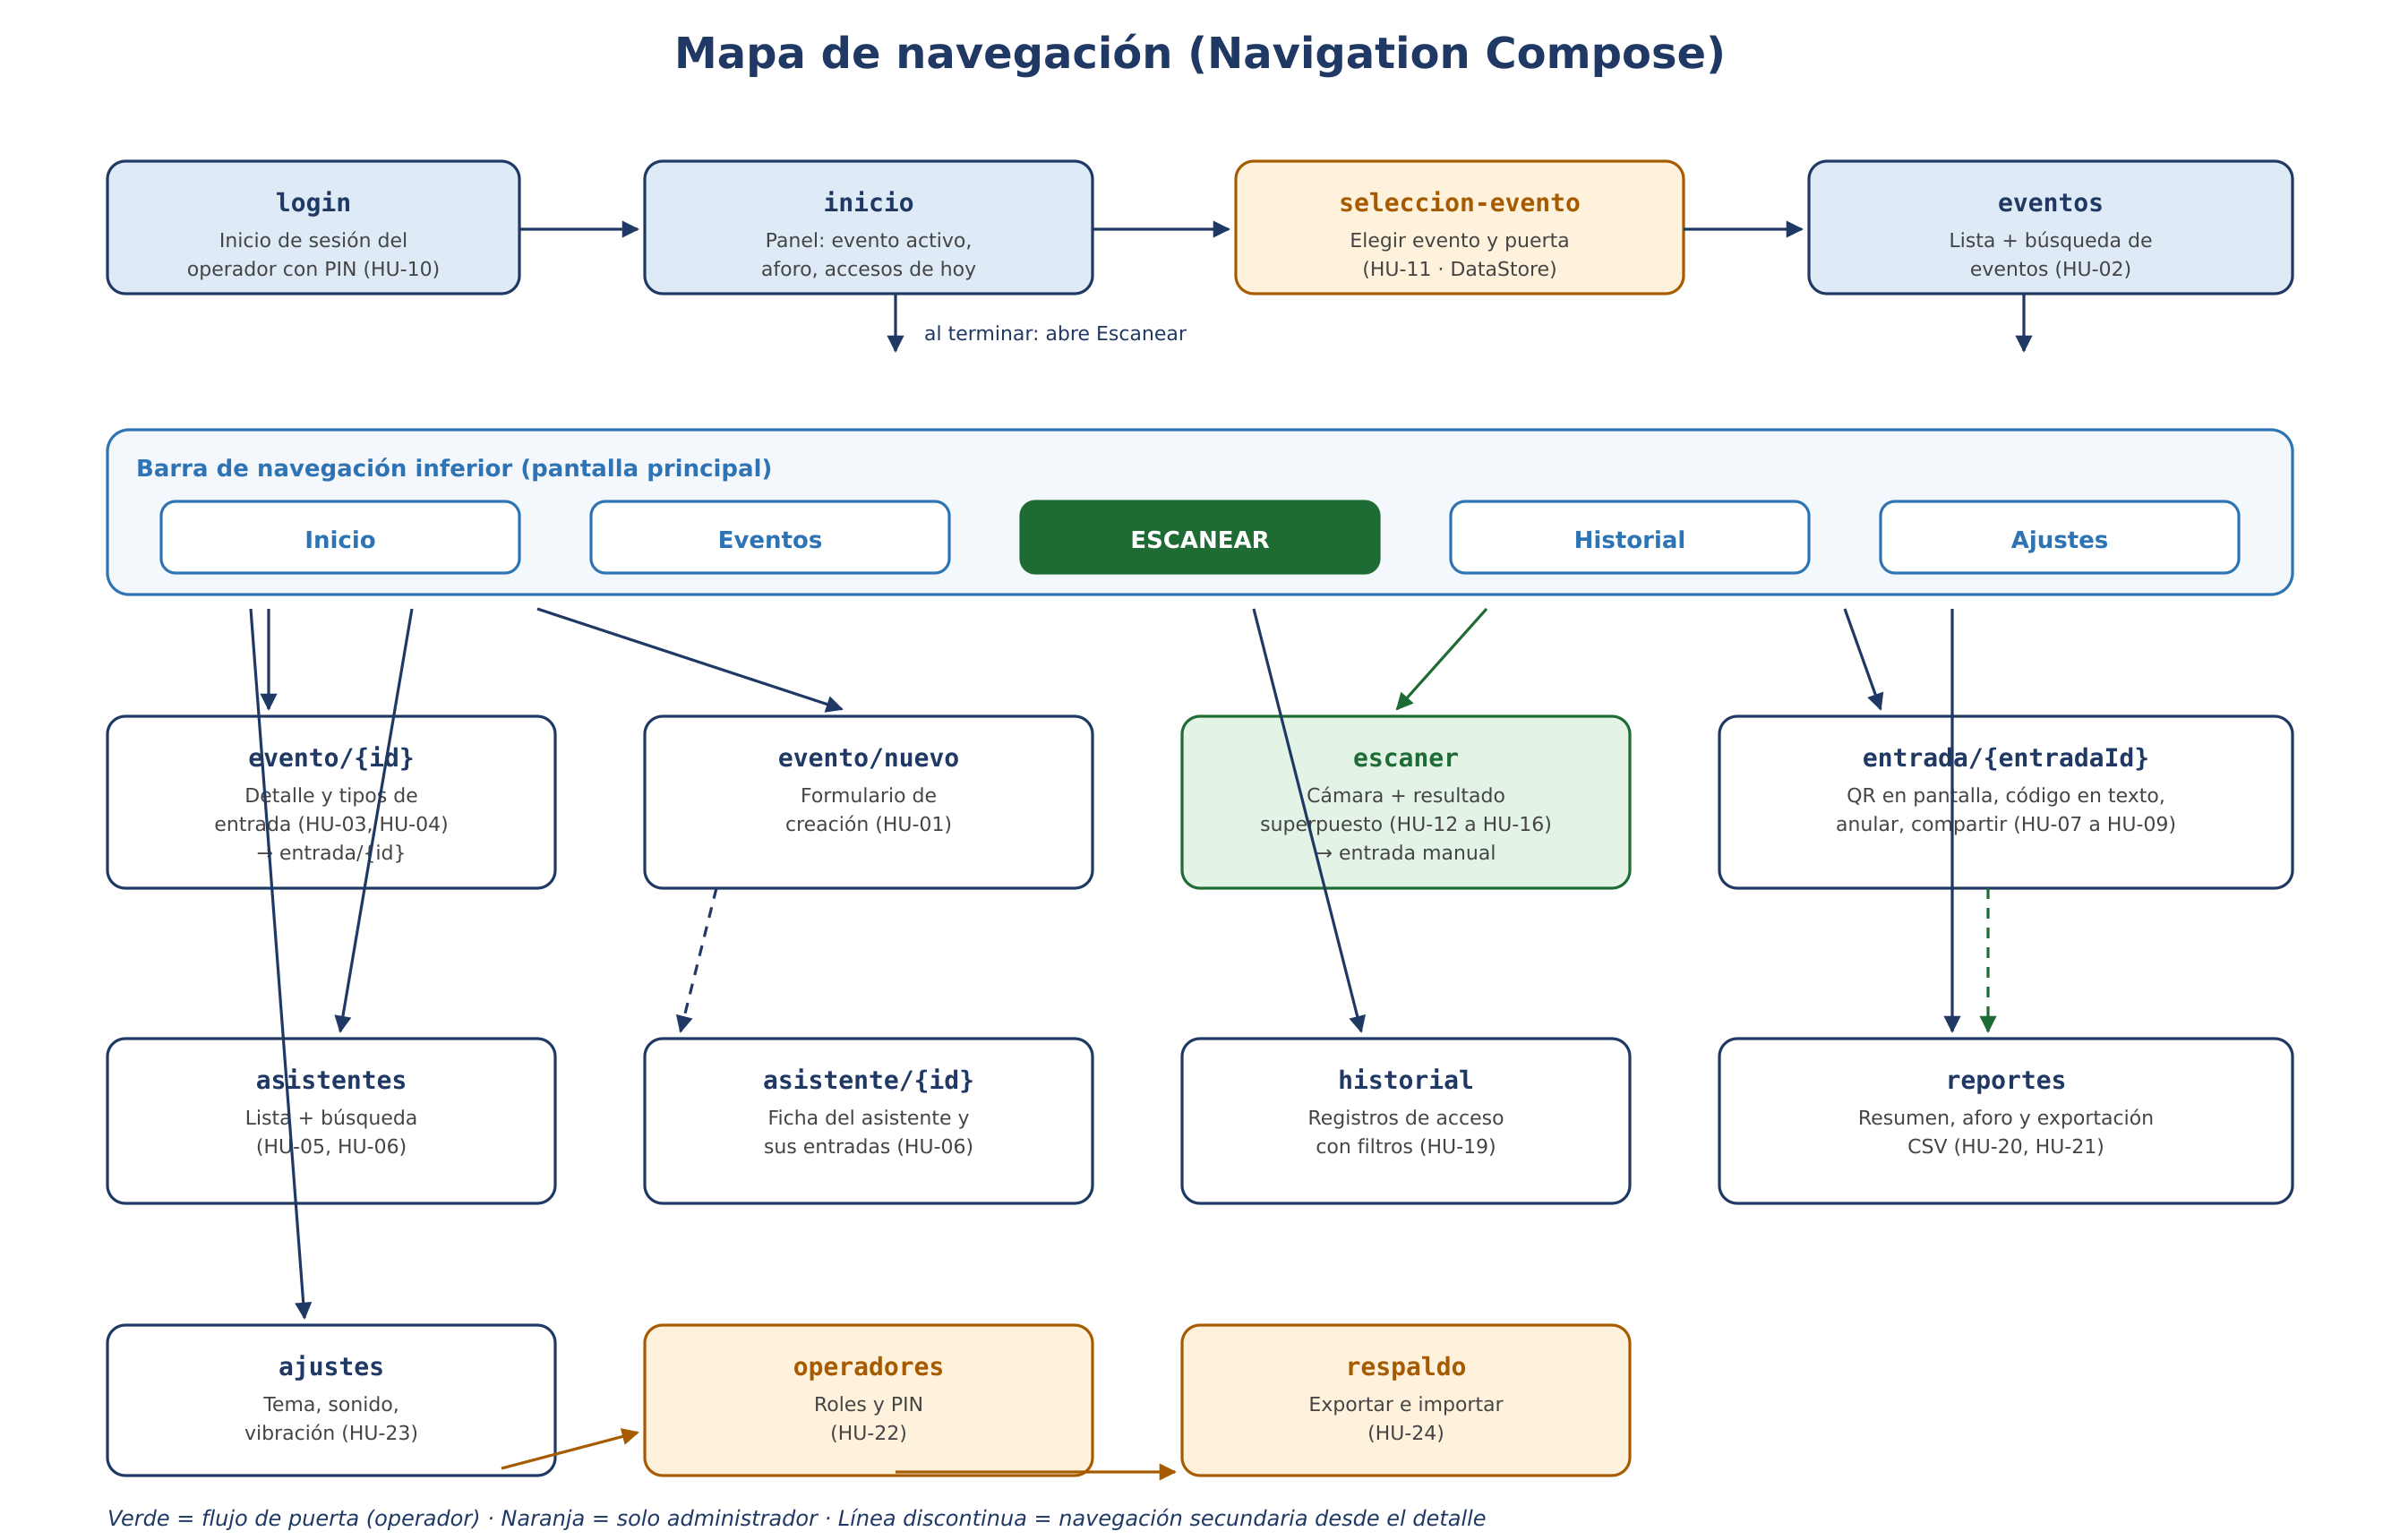 Mapa de navegación (Navigation Compose)
login
Inicio de sesión del
operador con PIN (HU-10)
inicio
Panel: evento activo,
aforo, accesos de hoy
seleccion-evento
Elegir evento y puerta
(HU-11 · DataStore)
eventos
Lista + búsqueda de
eventos (HU-02)
al terminar: abre Escanear
Barra de navegación inferior (pantalla principal)
Inicio
Eventos
ESCANEAR
Historial
Ajustes
evento/{id}
Detalle y tipos de
entrada (HU-03, HU-04)
→ entrada/{id}
evento/nuevo
Formulario de
creación (HU-01)
escaner
Cámara + resultado
superpuesto (HU-12 a HU-16)
→ entrada manual
entrada/{entradaId}
QR en pantalla, código en texto,
anular, compartir (HU-07 a HU-09)
asistentes
Lista + búsqueda
(HU-05, HU-06)
asistente/{id}
Ficha del asistente y
sus entradas (HU-06)
historial
Registros de acceso
con filtros (HU-19)
reportes
Resumen, aforo y exportación
CSV (HU-20, HU-21)
ajustes
Tema, sonido,
vibración (HU-23)
operadores
Roles y PIN
(HU-22)
respaldo
Exportar e importar
(HU-24)
Verde = flujo de puerta (operador) · Naranja = solo administrador · Línea discontinua = navegación secundaria desde el detalle